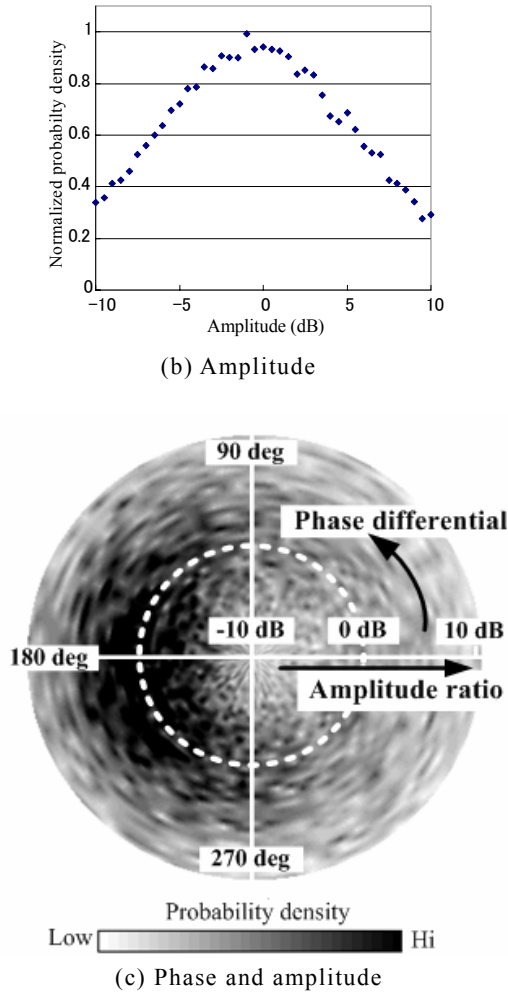 1
0.8
0.6
0.4
0.2
0
Normalized probabilty density
−10 −5 0 5 10
Amplitude (dB)
(b) Amplitude
90 deg
Phase differential
-10 dB 0 dB 10 dB
180 deg
Amplitude ratio
270 deg
Probability density
Low Hi
(c) Phase and amplitude